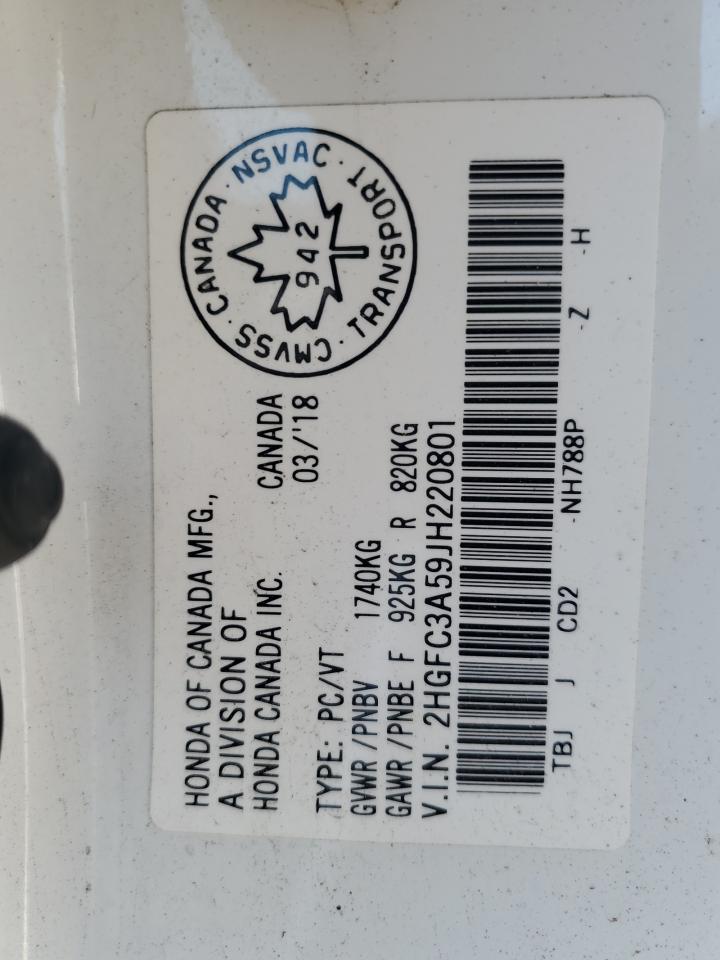 HONDA OF CANADA MFG.,
A DIVISION OF
HONDA CANADA INC. CANADA
03/'18
TYPE: PC/VT
GVWR/PNBV 1740KG
GAWR/PNBE F 925KG R 820KG
V.I.N. 2HGFC3A59JH220801
TBJ J CD2 -NH788P -Z -H
CMVSS · CANADA · NSVAC · TRANSPORT ·
942